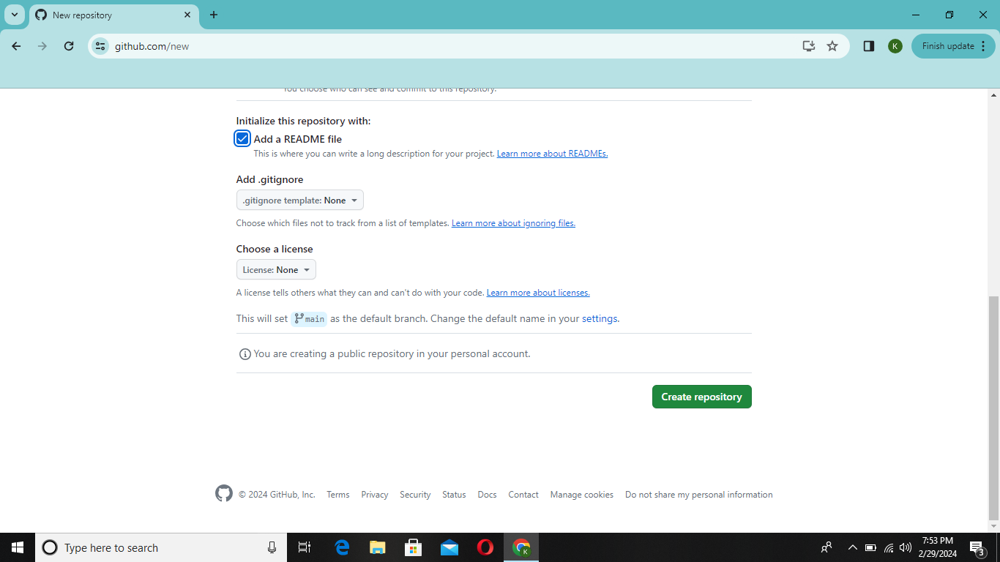 New repository
github.com/new
K
Finish update
You choose who can see and commit to this repository.
Initialize this repository with:
Add a README file
This is where you can write a long description for your project. Learn more about READMEs.
Add .gitignore
.gitignore template: None
Choose which files not to track from a list of templates. Learn more about ignoring files.
Choose a license
License: None
A license tells others what they can and can't do with your code. Learn more about licenses.
This will set main as the default branch. Change the default name in your settings.
You are creating a public repository in your personal account.
Create repository
© 2024 GitHub, Inc. Terms Privacy Security Status Docs Contact Manage cookies Do not share my personal information
Type here to search
K
7:53 PM
2/29/2024
3